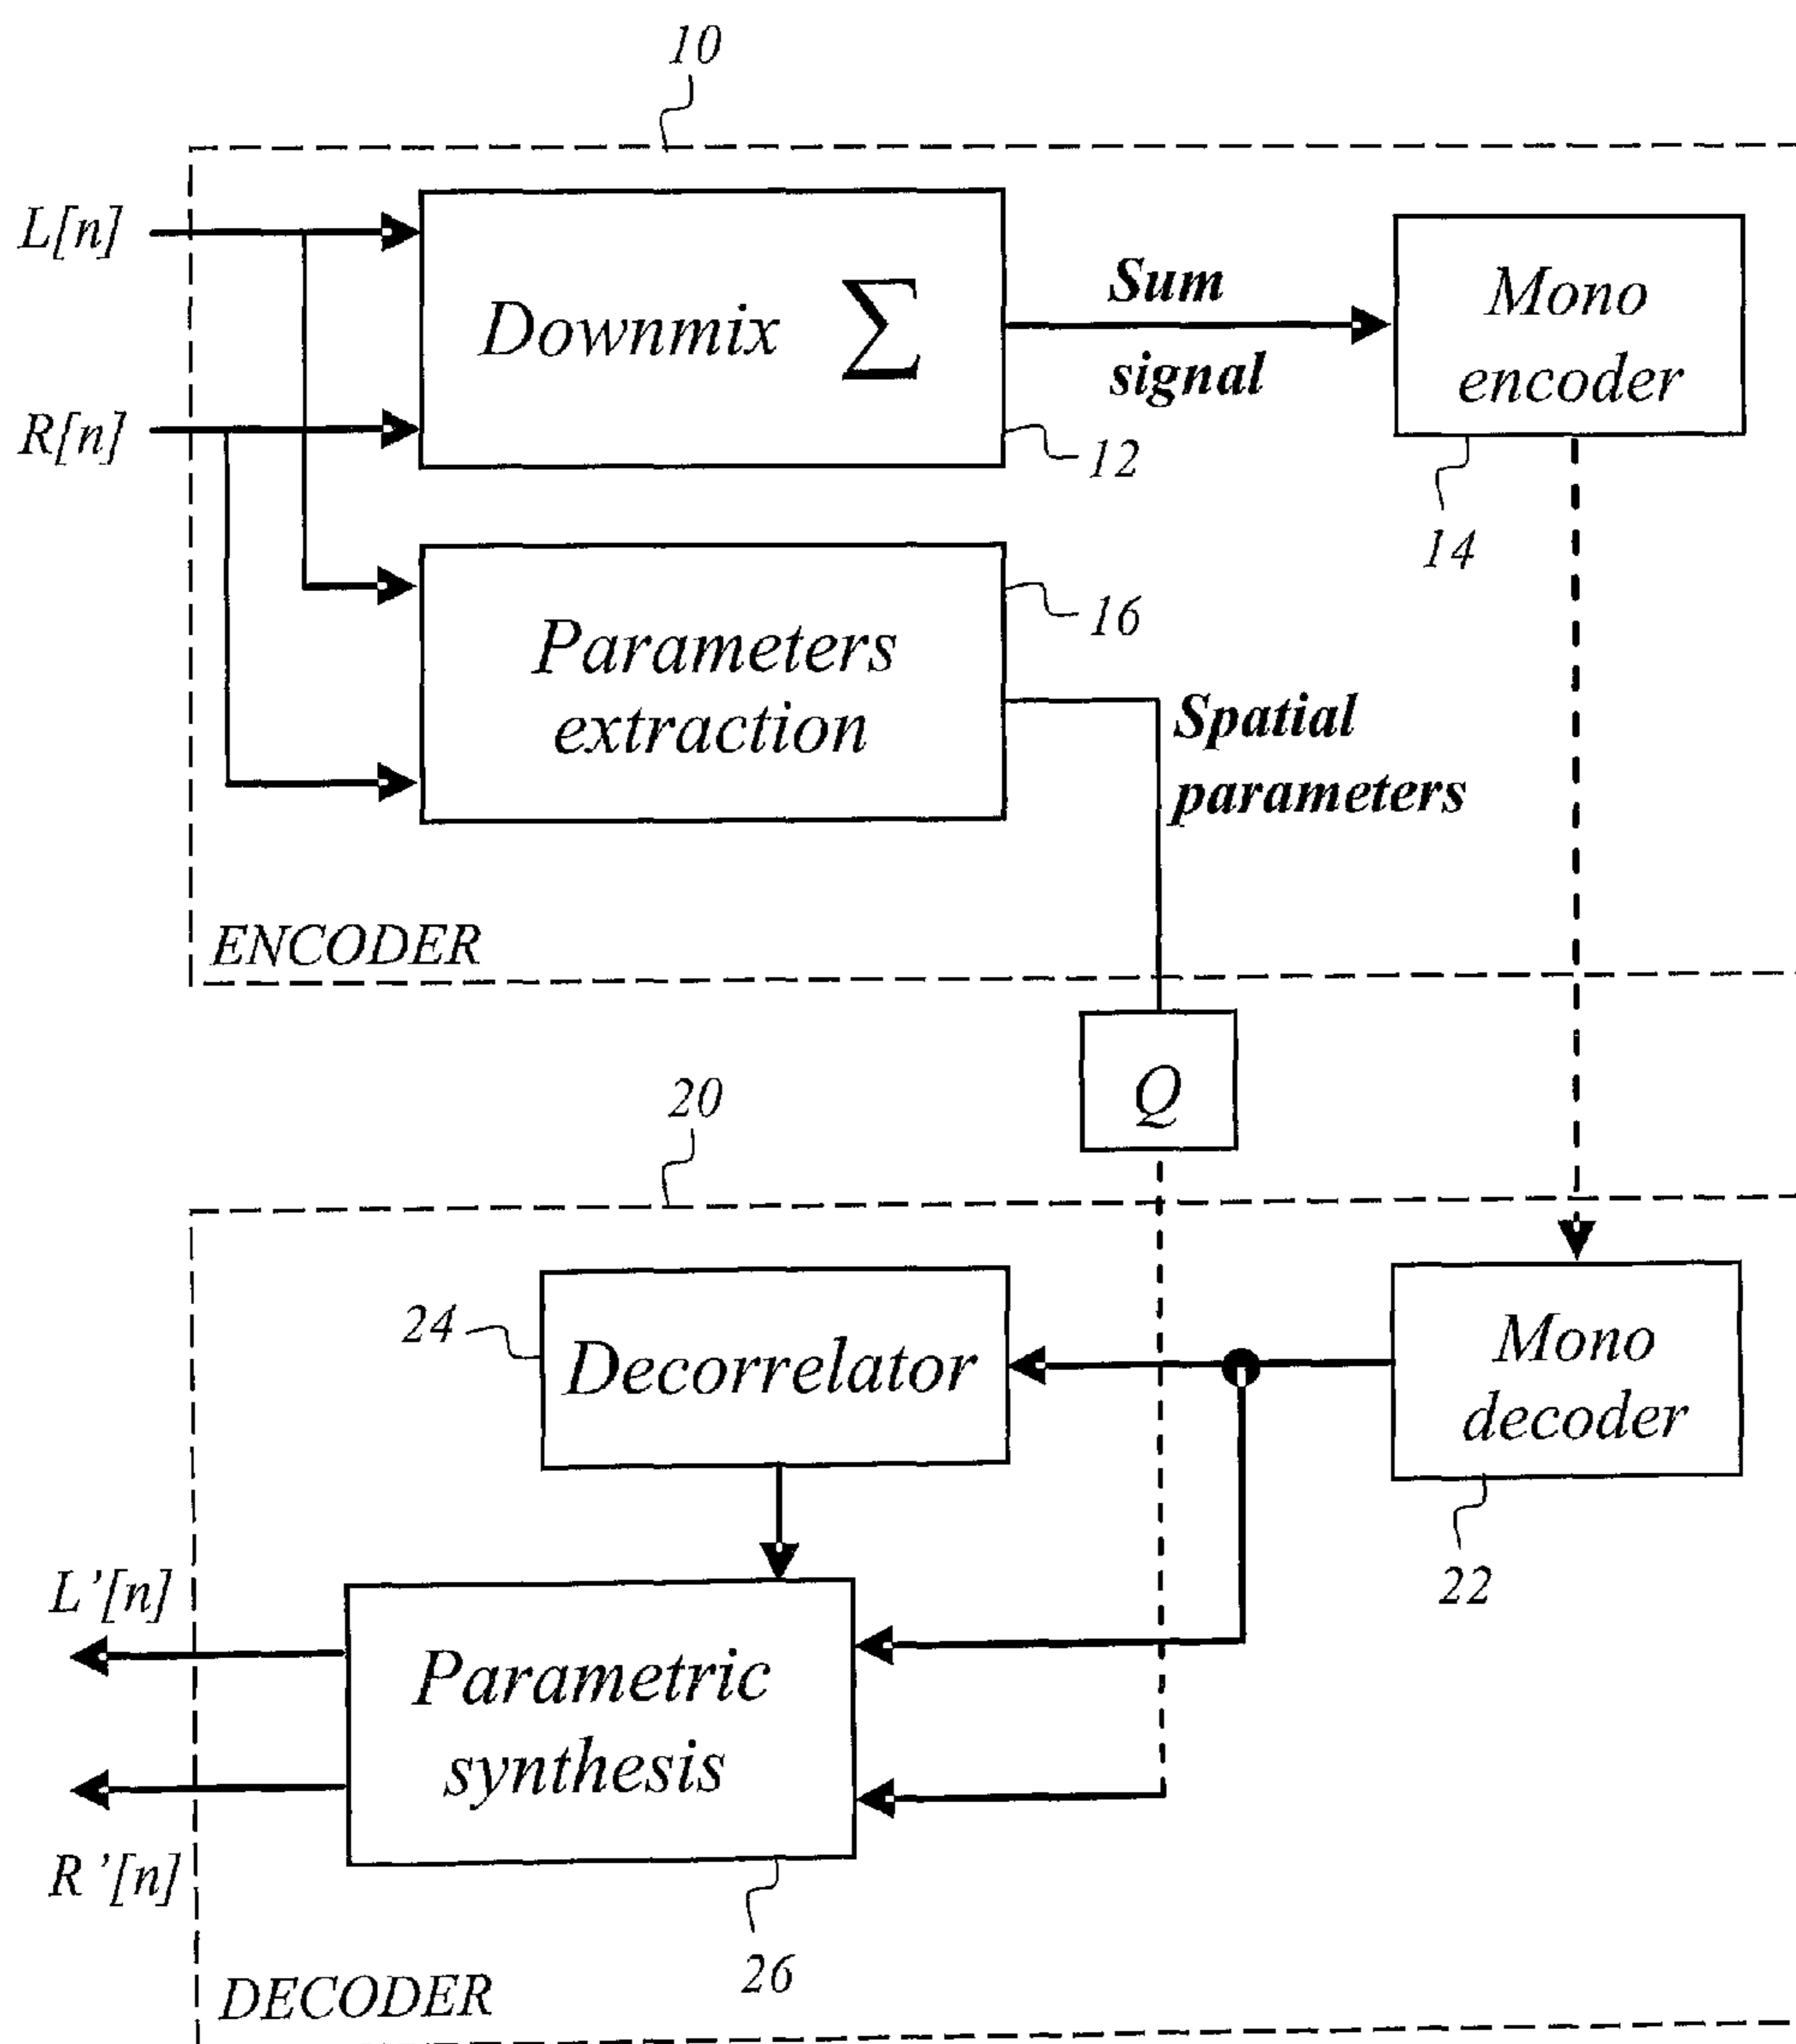 10
L[n]
R[n]
Downmix Σ
12
Sum
signal
Mono
encoder
14
Parameters
extraction
16
Spatial
parameters
ENCODER
Q
20
24
Decorrelator
Mono
decoder
22
L'[n]
R'[n]
Parametric
synthesis
26
DECODER